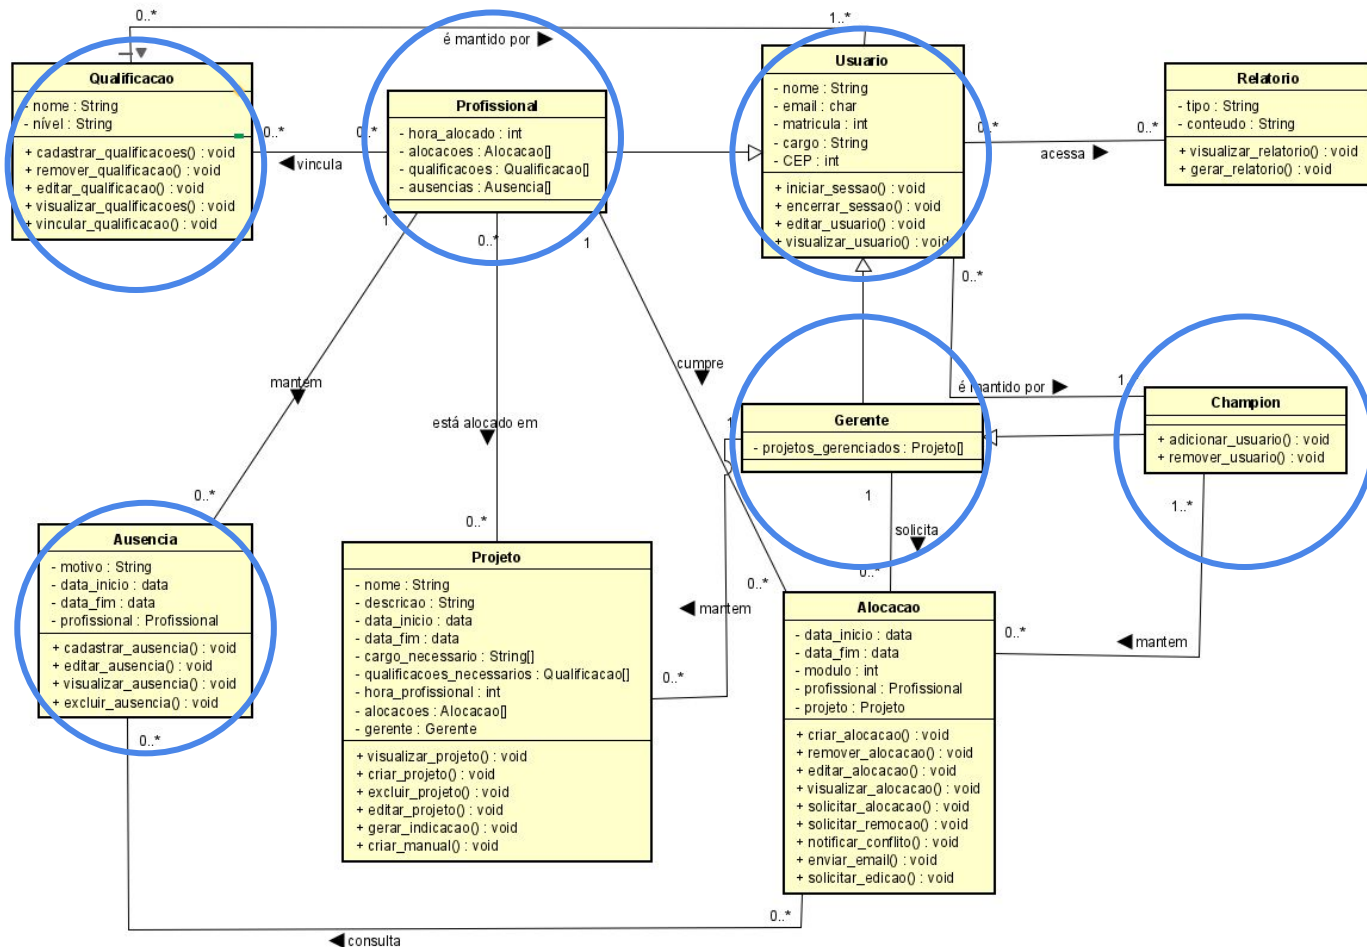 0..*
1..*
é mantido por
Qualificacao
- nome : String
- nível : String
+ cadastrar_qualificacoes() : void
+ remover_qualificacao() : void
+ editar_qualificacao() : void
+ visualizar_qualificacoes() : void
+ vincular_qualificacao() : void
0..*
0..*
vincula
Profissional
- hora_alocado : int
- alocacoes : Alocacao[]
- qualificacoes : Qualificacao[]
- ausencias : Ausencia[]
Usuario
- nome : String
- email : char
- matricula : int
- cargo : String
- CEP : int
+ iniciar_sessao() : void
+ encerrar_sessao() : void
+ editar_usuario() : void
+ visualizar_usuario() : void
0..*
0..*
acessa
Relatorio
- tipo : String
- conteudo : String
+ visualizar_relatorio() : void
+ gerar_relatorio() : void
1
0..*
1
0..*
mantem
está alocado em
cumpre
é mantido por
1
Gerente
- projetos_gerenciados : Projeto[]
1
1
solicita
0..*
Champion
+ adicionar_usuario() : void
+ remover_usuario() : void
1..*
0..*
mantem
0..*
Ausencia
- motivo : String
- data_inicio : data
- data_fim : data
- profissional : Profissional
+ cadastrar_ausencia() : void
+ editar_ausencia() : void
+ visualizar_ausencia() : void
+ excluir_ausencia() : void
0..*
0..*
Projeto
- nome : String
- descricao : String
- data_inicio : data
- data_fim : data
- cargo_necessario : String[]
- qualificacoes_necessarios : Qualificacao[]
- hora_profissional : int
- alocacoes : Alocacao[]
- gerente : Gerente
+ visualizar_projeto() : void
+ criar_projeto() : void
+ excluir_projeto() : void
+ editar_projeto() : void
+ gerar_indicacao() : void
+ criar_manual() : void
mantem
0..*
0..*
Alocacao
- data_inicio : data
- data_fim : data
- modulo : int
- profissional : Profissional
- projeto : Projeto
+ criar_alocacao() : void
+ remover_alocacao() : void
+ editar_alocacao() : void
+ visualizar_alocacao() : void
+ solicitar_alocacao() : void
+ solicitar_remocao() : void
+ notificar_conflito() : void
+ enviar_email() : void
+ solicitar_edicao() : void
0..*
consulta